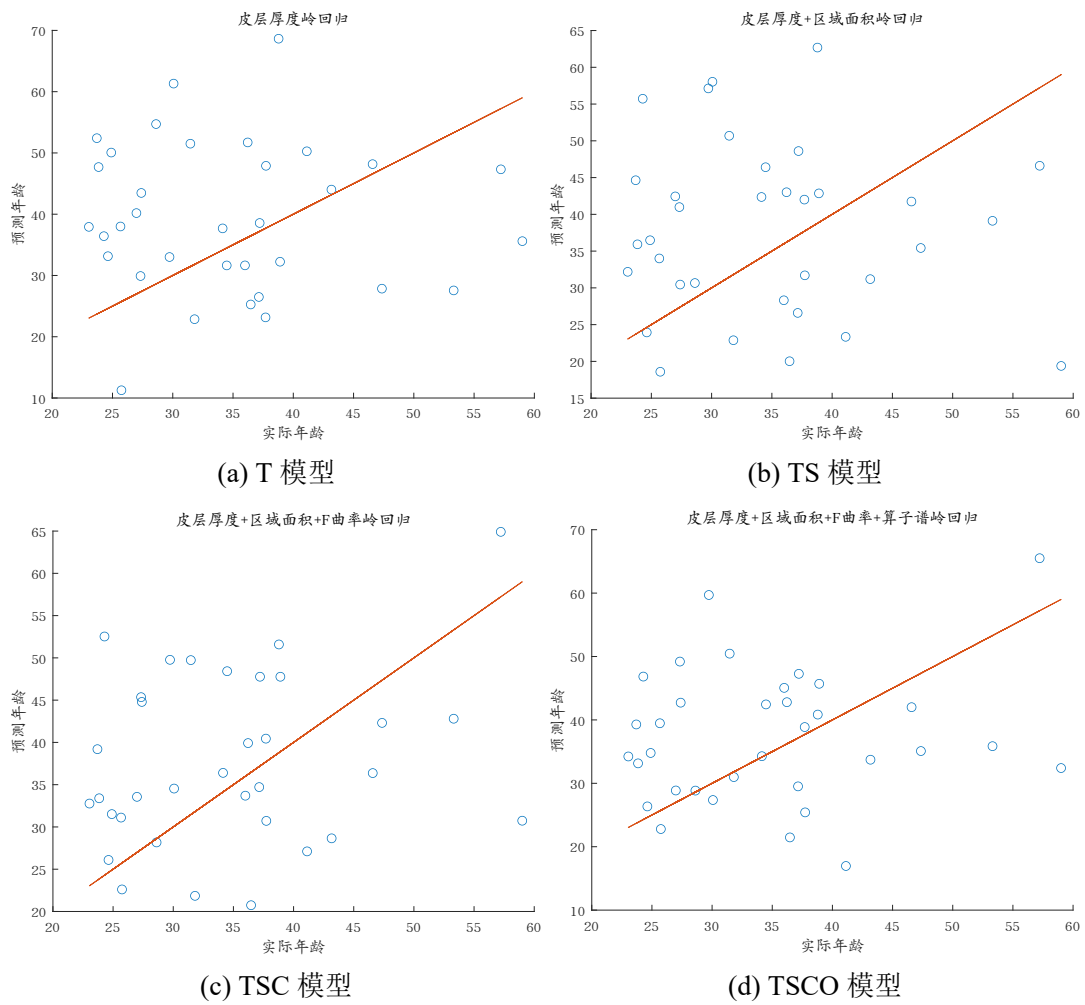 皮层厚度岭回归
70
60
50
40
30
20
10
预测年龄
20 25 30 35 40 45 50 55 60
实际年龄
(a) T 模型
皮层厚度+区域面积岭回归
65
60
55
50
45
40
35
30
25
20
15
预测年龄
20 25 30 35 40 45 50 55 60
实际年龄
(b) TS 模型
皮层厚度+区域面积+F曲率岭回归
65
60
55
50
45
40
35
30
25
20
预测年龄
20 25 30 35 40 45 50 55 60
实际年龄
(c) TSC 模型
皮层厚度+区域面积+F曲率+算子谱岭回归
70
60
50
40
30
20
10
预测年龄
20 25 30 35 40 45 50 55 60
实际年龄
(d) TSCO 模型